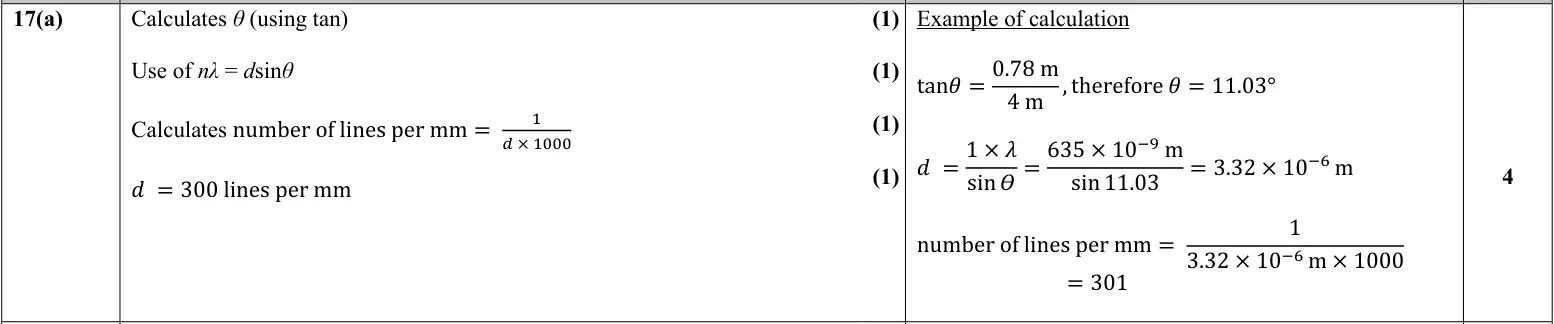 17(a)
Calculates θ (using tan) (1)
Use of nλ = dsinθ (1)
Calculates number of lines per mm = 1 / (d × 1000) (1)
d = 300 lines per mm (1)
Example of calculation
tanθ = 0.78 m / 4 m, therefore θ = 11.03°
d = (1 × λ) / (sin θ) = (635 × 10⁻⁹ m) / (sin 11.03) = 3.32 × 10⁻⁶ m
number of lines per mm = 1 / (3.32 × 10⁻⁶ m × 1000)
= 301
4